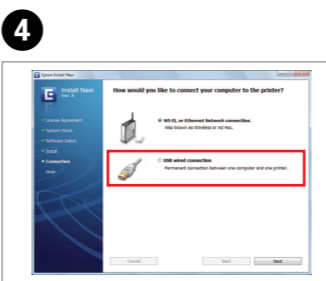 4
Epson Install Navi
Install Navi
Ver. 3
How would you like to connect your computer to the printer?
License Agreement
System Check
Software Select
Install
Connection
Finish
Wi-Fi, or Ethernet Network connection.
Also known as Wireless or Ad Hoc.
USB wired connection
Permanent connection between one computer and one printer.
Cancel
Back
Next